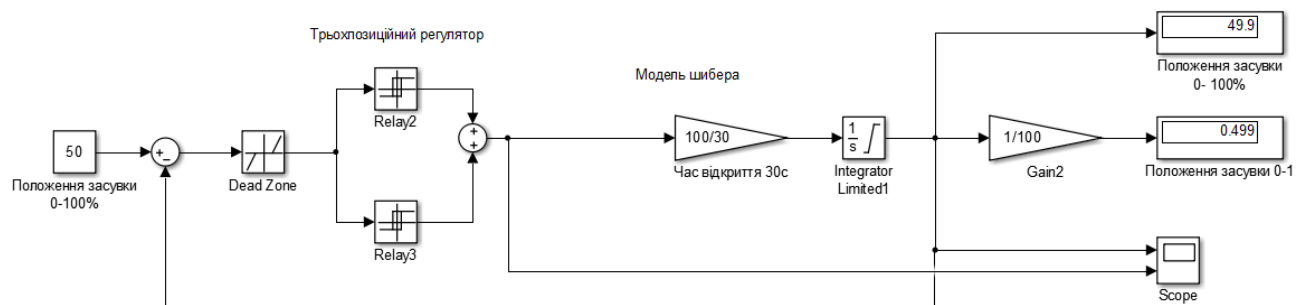 Трьохпозиційний регулятор
Модель шибера
49.9
Положення засувки
0- 100%
Relay2
50
+
−
Положення засувки
0-100%
Dead Zone
+
+
100/30
Час відкриття 30с
1
s
Integrator
Limited1
1/100
Gain2
0.499
Положення засувки 0-1
Relay3
Scope